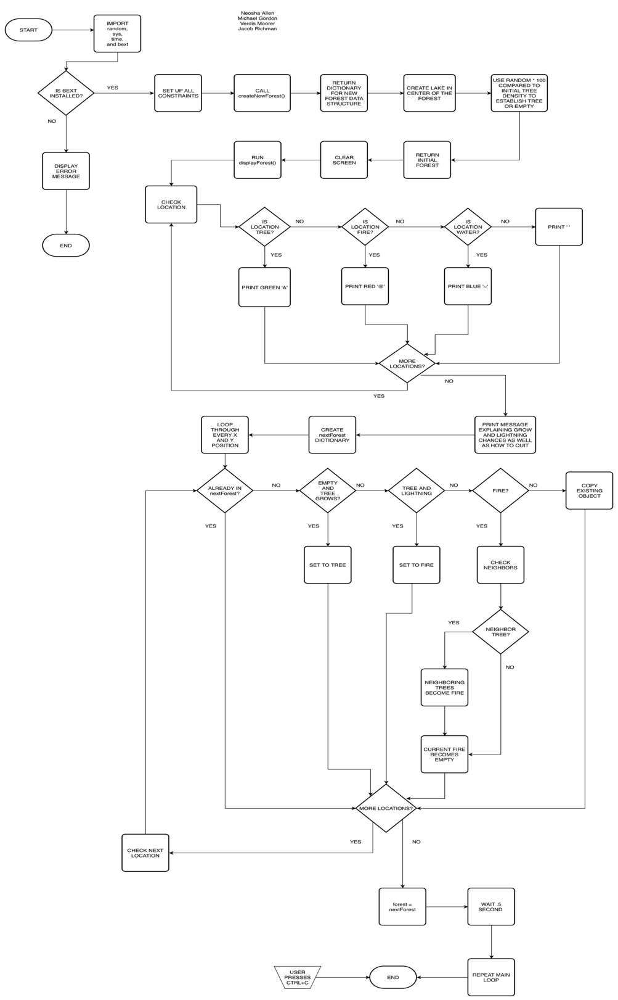 Neosha Allen
Michael Gordon
Verdis Moorer
Jacob Richman
START
IMPORT
random,
sys,
time,
and bext
IS BEXT
INSTALLED?
YES
SET UP ALL
CONSTRAINTS
CALL
createNewForest()
RETURN
DICTIONARY
FOR NEW
FOREST DATA
STRUCTURE
CREATE LAKE IN
CENTER OF THE
FOREST
USE RANDOM * 100
COMPARED TO
INITIAL TREE
DENSITY TO
ESTABLISH TREE
OR EMPTY
NO
DISPLAY
ERROR
MESSAGE
END
RETURN
INITIAL
FOREST
CLEAR
SCREEN
RUN
displayForest()
CHECK
LOCATION
IS
LOCATION
TREE?
NO
IS
LOCATION
FIRE?
NO
IS
LOCATION
WATER?
NO
PRINT ' '
YES
YES
YES
PRINT GREEN 'A'
PRINT RED '@'
PRINT BLUE '~'
MORE
LOCATIONS?
YES
NO
PRINT MESSAGE
EXPLAINING GROW
AND LIGHTNING
CHANCES AS WELL
AS HOW TO QUIT
CREATE
nextForest
DICTIONARY
LOOP
THROUGH
EVERY X
AND Y
POSITION
ALREADY IN
nextForest?
NO
EMPTY
AND
TREE
GROWS?
NO
TREE AND
LIGHTNING
NO
FIRE?
NO
COPY
EXISTING
OBJECT
YES
YES
YES
YES
SET TO TREE
SET TO FIRE
CHECK
NEIGHBORS
NEIGHBOR
TREE?
YES
NO
NEIGHBORING
TREES
BECOME FIRE
CURRENT FIRE
BECOMES
EMPTY
MORE LOCATIONS?
YES
NO
CHECK NEXT
LOCATION
forest =
nextForest
WAIT .5
SECOND
REPEAT MAIN
LOOP
END
USER
PRESSES
CTRL+C